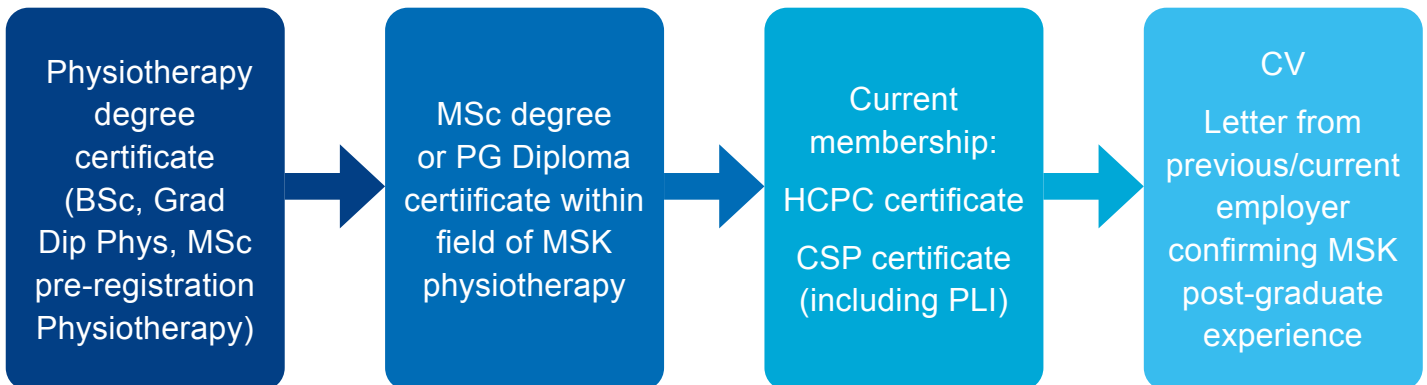 Physiotherapy
degree
certificate
(BSc, Grad
Dip Phys, MSc
pre-registration
Physiotherapy)
MSc degree
or PG Diploma
certiificate within
field of MSK
physiotherapy
Current
membership:
HCPC certificate
CSP certificate
(including PLI)
CV
Letter from
previous/current
employer
confirming MSK
post-graduate
experience